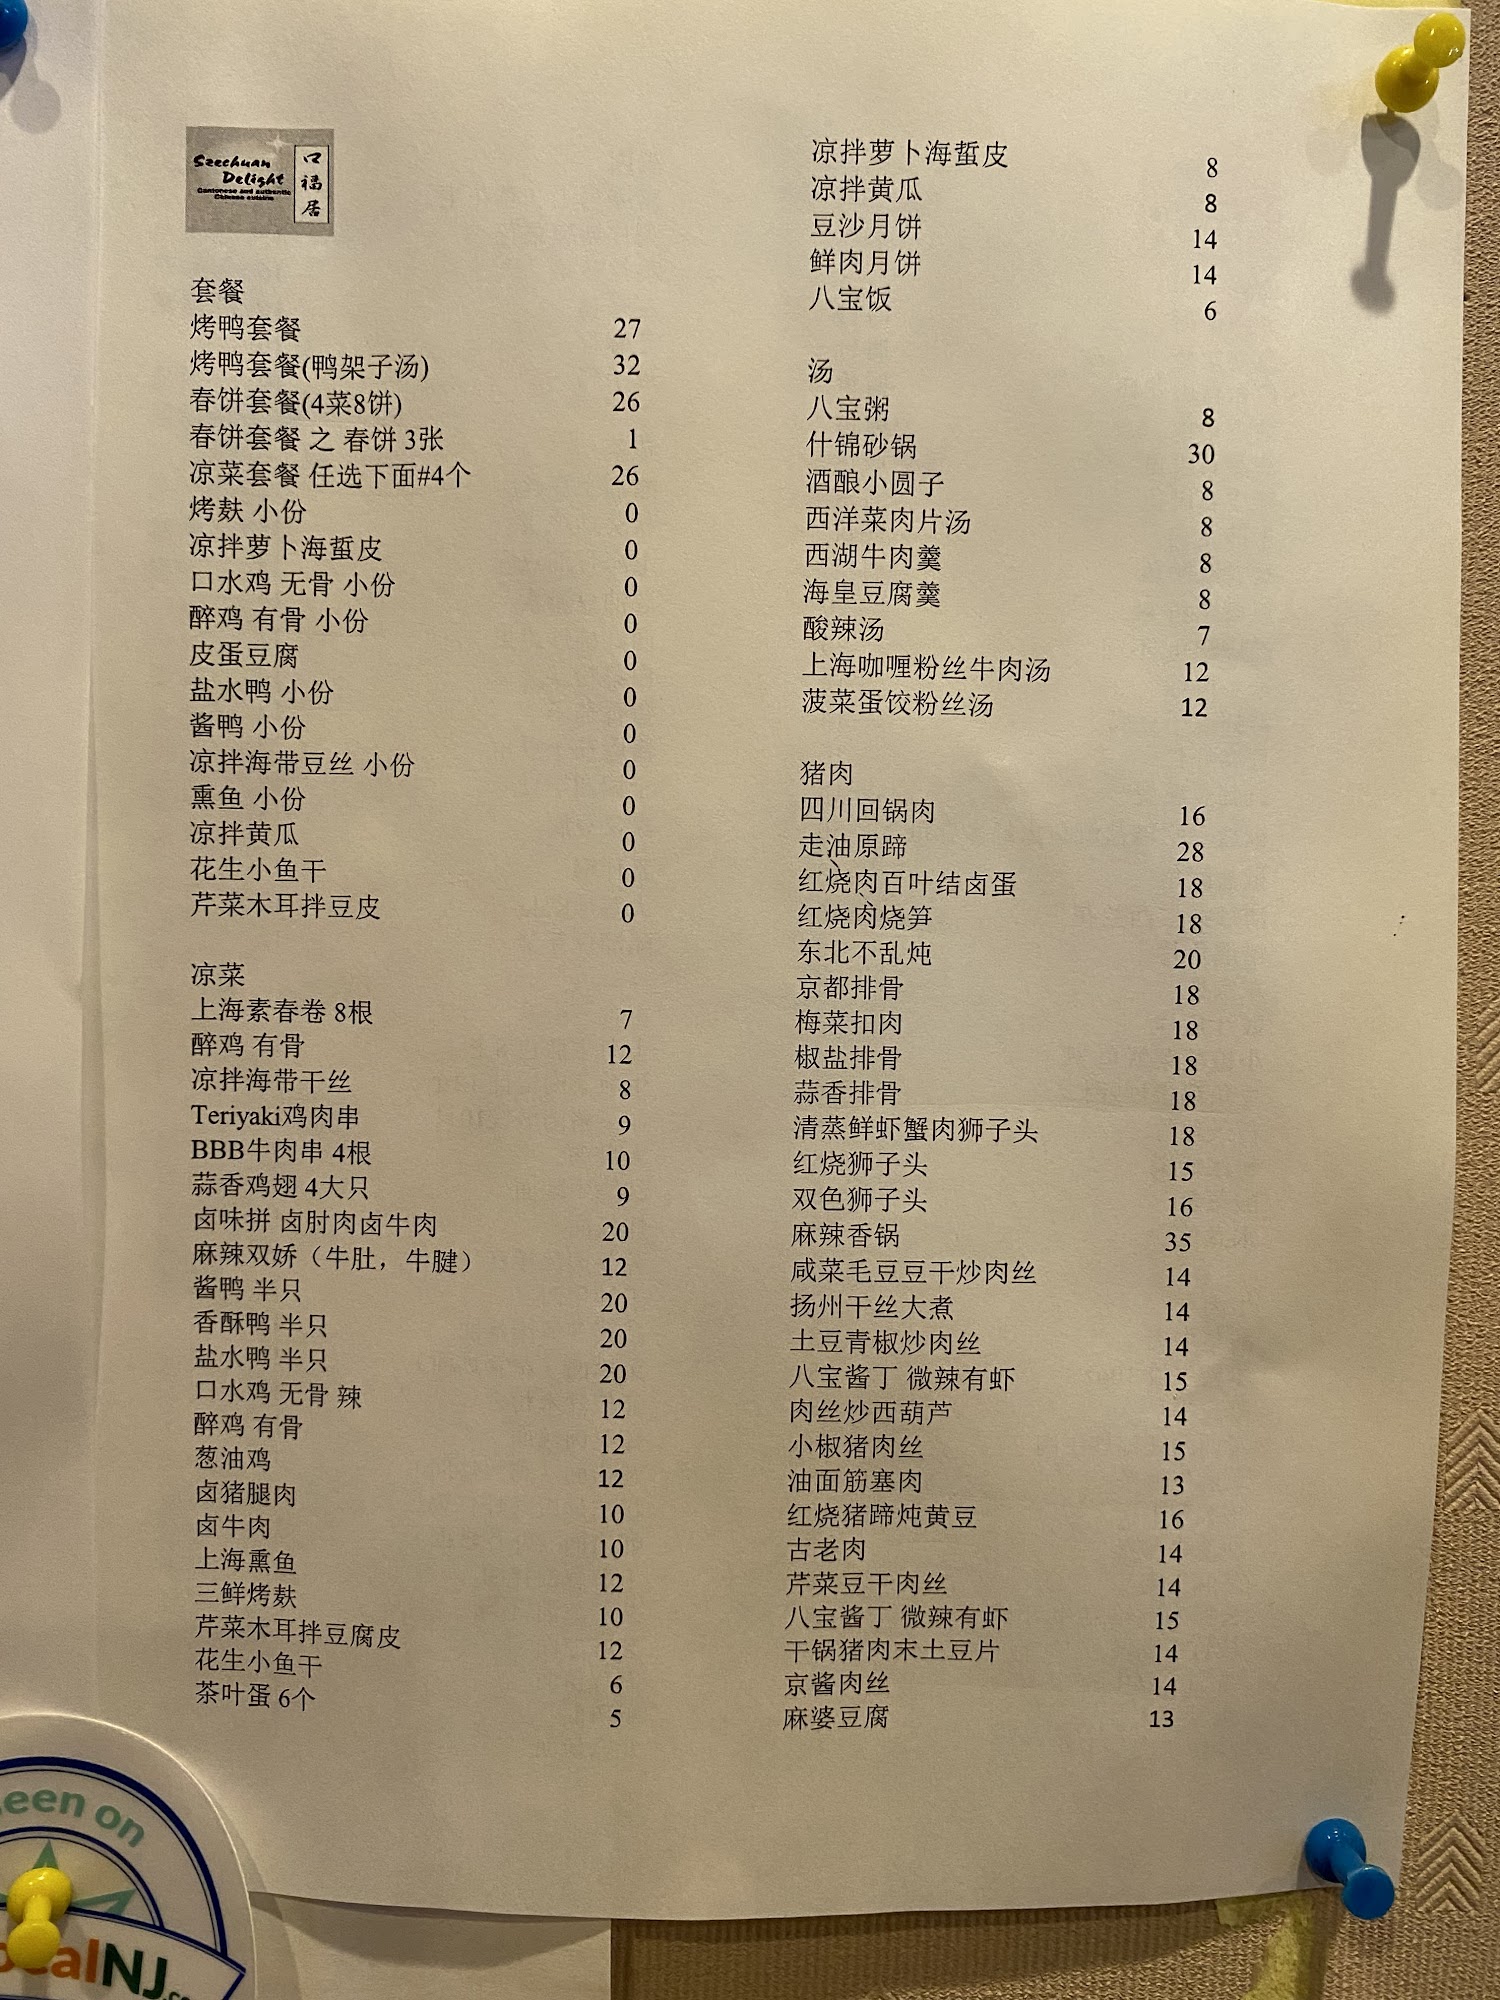 Szechuan
Delight
Cantonese and authentic
Chinese cuisine
口福居
套餐
烤鸭套餐 27
烤鸭套餐(鸭架子汤) 32
春饼套餐(4菜8饼) 26
春饼套餐 之 春饼 3张 1
凉菜套餐 任选下面#4个 26
烤麸 小份 0
凉拌萝卜海蜇皮 0
口水鸡 无骨 小份 0
醉鸡 有骨 小份 0
皮蛋豆腐 0
盐水鸭 小份 0
酱鸭 小份 0
凉拌海带豆丝 小份 0
熏鱼 小份 0
凉拌黄瓜 0
花生小鱼干 0
芹菜木耳拌豆皮 0
凉菜
上海素春卷 8根 7
醉鸡 有骨 12
凉拌海带干丝 8
Teriyaki鸡肉串 9
BBB牛肉串 4根 10
蒜香鸡翅 4大只 9
卤味拼 卤肘肉卤牛肉 20
麻辣双娇（牛肚，牛腱） 12
酱鸭 半只 20
香酥鸭 半只 20
盐水鸭 半只 20
口水鸡 无骨 辣 12
醉鸡 有骨 12
葱油鸡 12
卤猪腿肉 10
卤牛肉 10
上海熏鱼 12
三鲜烤麸 10
芹菜木耳拌豆腐皮 12
花生小鱼干 6
茶叶蛋 6个 5
凉拌萝卜海蜇皮 8
凉拌黄瓜 8
豆沙月饼 14
鲜肉月饼 14
八宝饭 6
汤
八宝粥 8
什锦砂锅 30
酒酿小圆子 8
西洋菜肉片汤 8
西湖牛肉羹 8
海皇豆腐羹 8
酸辣汤 7
上海咖喱粉丝牛肉汤 12
菠菜蛋饺粉丝汤 12
猪肉
四川回锅肉 16
走油原蹄 28
红烧肉百叶结卤蛋 18
红烧肉烧笋 18
东北不乱炖 20
京都排骨 18
梅菜扣肉 18
椒盐排骨 18
蒜香排骨 18
清蒸鲜虾蟹肉狮子头 18
红烧狮子头 15
双色狮子头 16
麻辣香锅 35
咸菜毛豆豆干炒肉丝 14
扬州干丝大煮 14
土豆青椒炒肉丝 14
八宝酱丁 微辣有虾 15
肉丝炒西葫芦 14
小椒猪肉丝 15
油面筋塞肉 13
红烧猪蹄炖黄豆 16
古老肉 14
芹菜豆干肉丝 14
八宝酱丁 微辣有虾 15
干锅猪肉末土豆片 14
京酱肉丝 14
麻婆豆腐 13
een on
ocalNJ.co